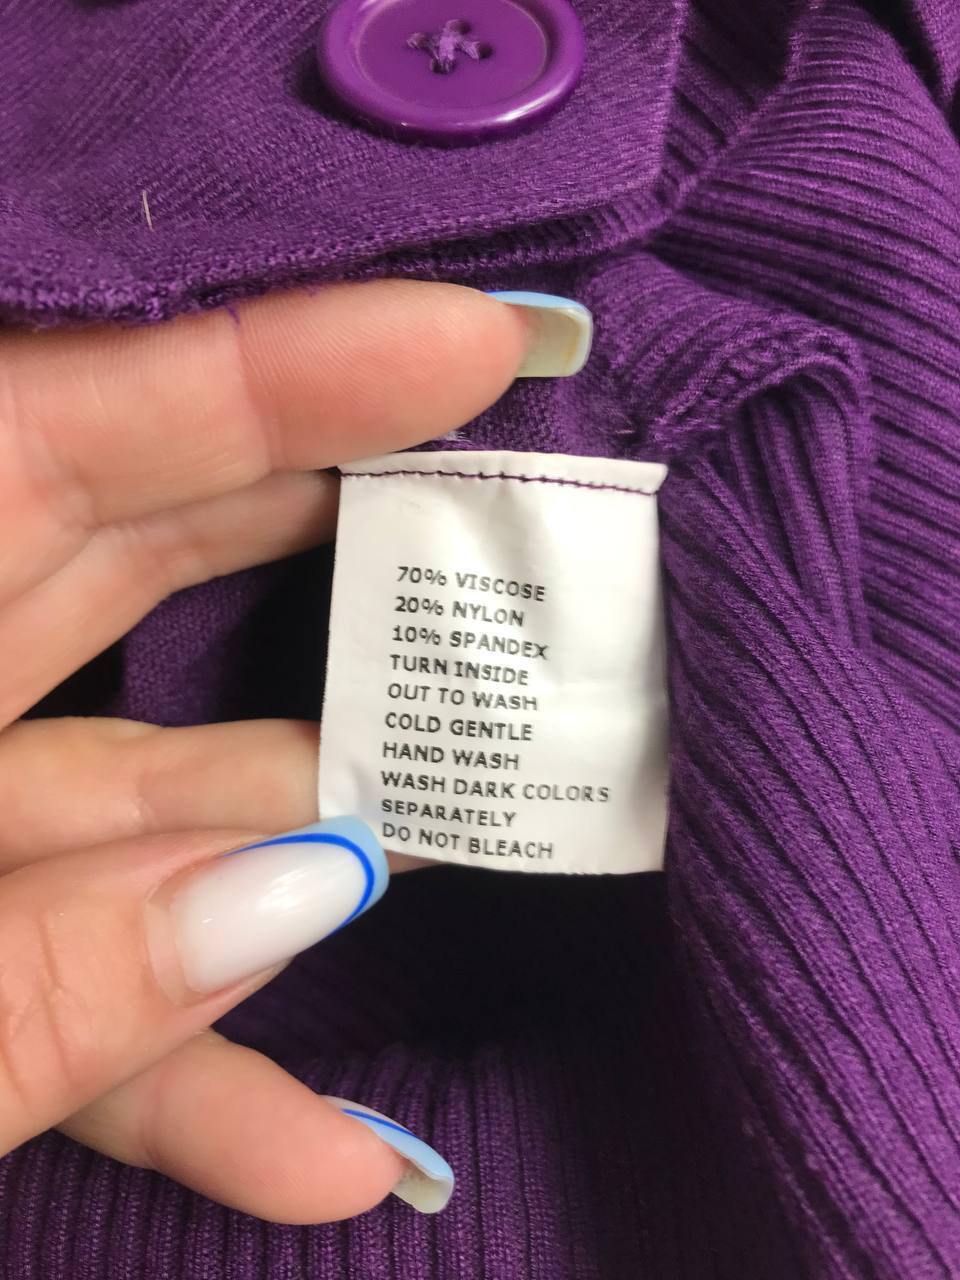 70% VISCOSE
20% NYLON
10% SPANDEX
TURN INSIDE
OUT TO WASH
COLD GENTLE
HAND WASH
WASH DARK COLORS
SEPARATELY
DO NOT BLEACH